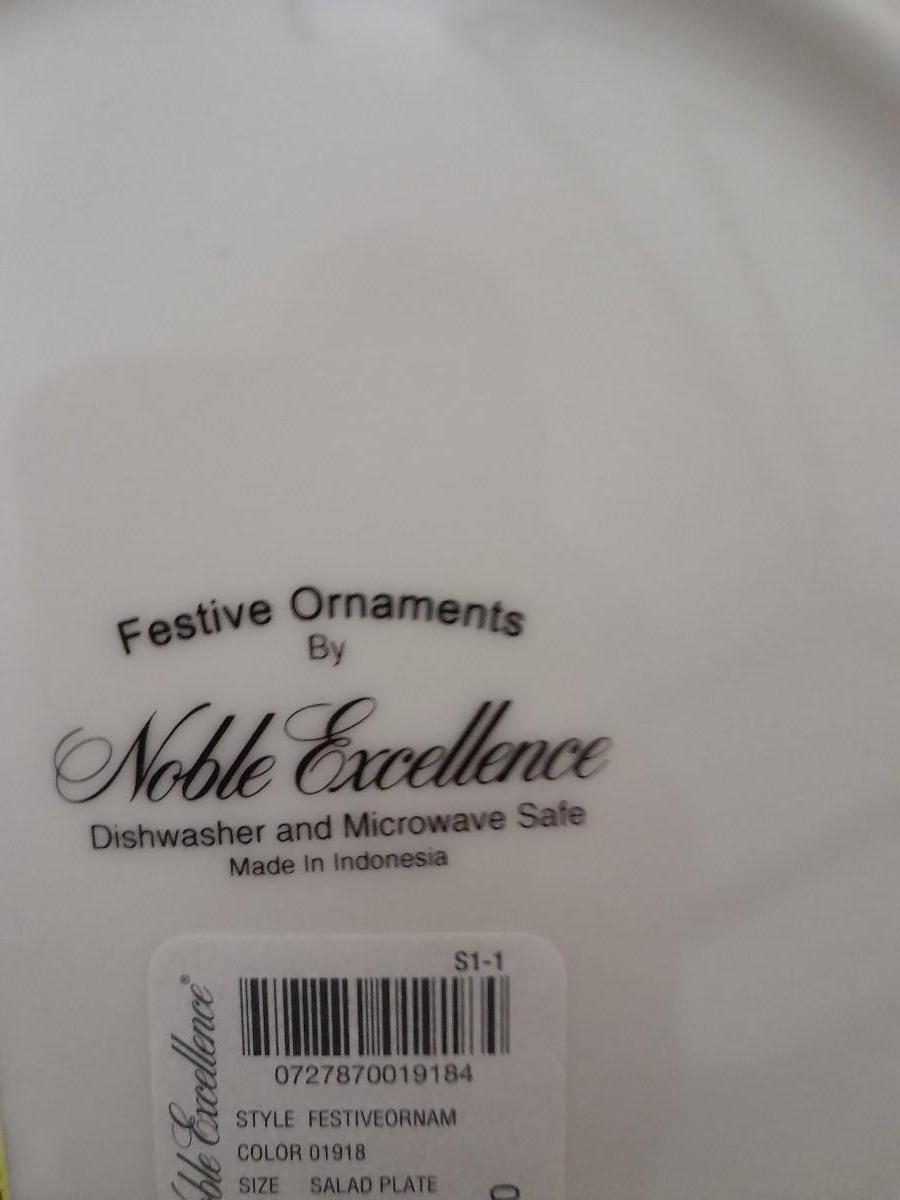 Festive Ornaments
By
Noble Excellence
Dishwasher and Microwave Safe
Made In Indonesia
S1-1
0727870019184
STYLE FESTIVEORNAM
COLOR 01918
SIZE SALAD PLATE
ble Excellence®